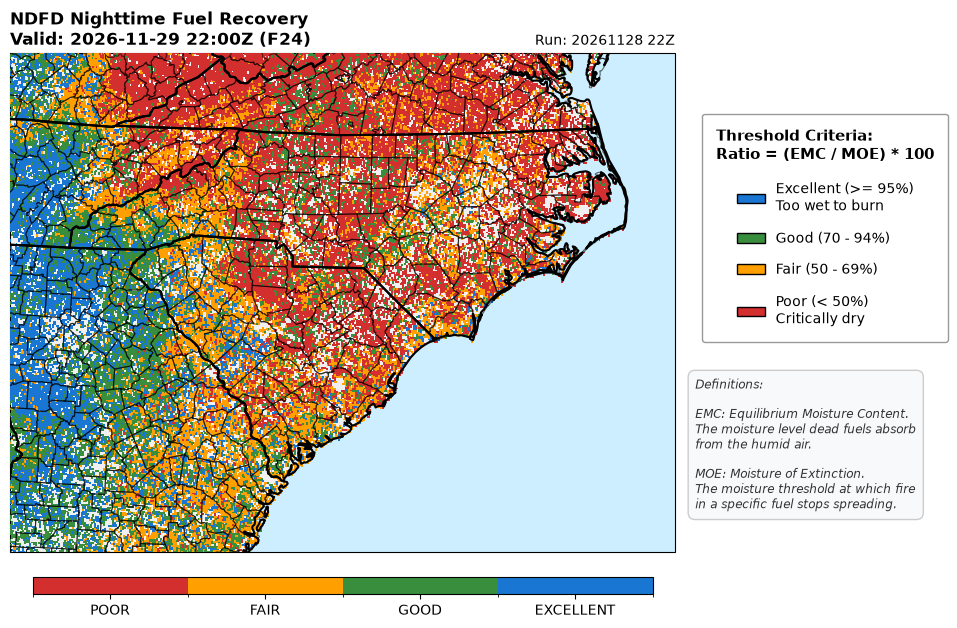 NDFD Nighttime Fuel Recovery
Valid: 2026-11-29 22:00Z (F24)
Run: 20261128 22Z
Threshold Criteria:
Ratio = (EMC / MOE) * 100
Excellent (>= 95%)
Too wet to burn
Good (70 - 94%)
Fair (50 - 69%)
Poor (< 50%)
Critically dry
Definitions:
EMC: Equilibrium Moisture Content.
The moisture level dead fuels absorb
from the humid air.
MOE: Moisture of Extinction.
The moisture threshold at which fire
in a specific fuel stops spreading.
POOR
FAIR
GOOD
EXCELLENT